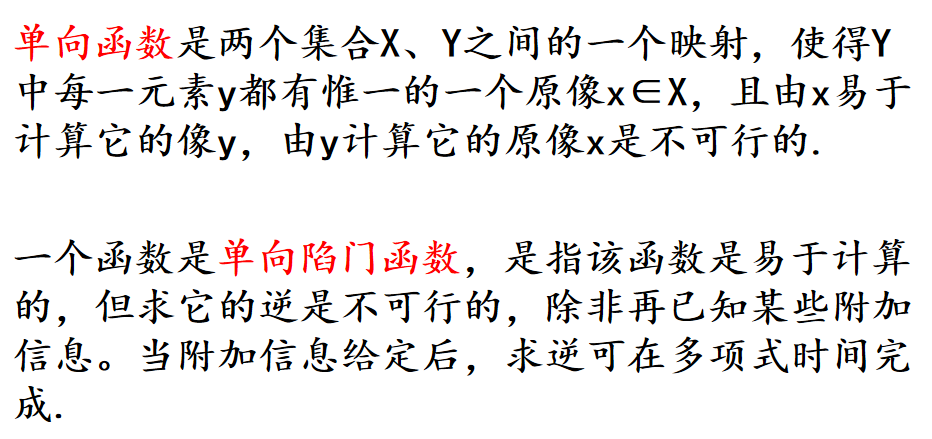 单向函数是两个集合X、Y之间的一个映射，使得Y
中每一元素y都有惟一的一个原像x∈X，且由x易于
计算它的像y，由y计算它的原像x是不可行的.
一个函数是单向陷门函数，是指该函数是易于计算
的，但求它的逆是不可行的，除非再已知某些附加
信息。当附加信息给定后，求逆可在多项式时间完
成.